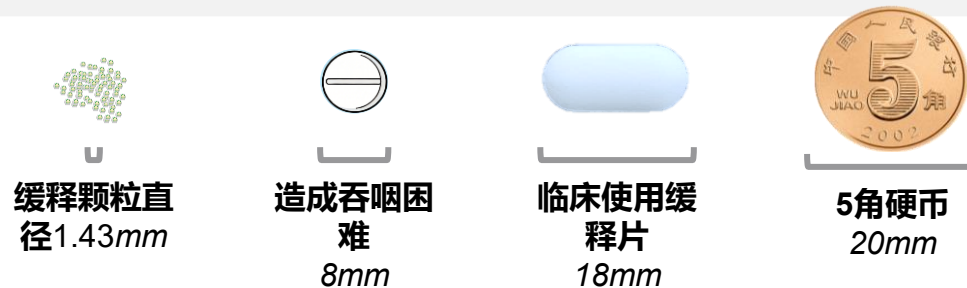 中国人民银行
5角
WU
JIAO
2002
缓释颗粒直
径1.43mm
造成吞咽困
难
8mm
临床使用缓
释片
18mm
5角硬币
20mm